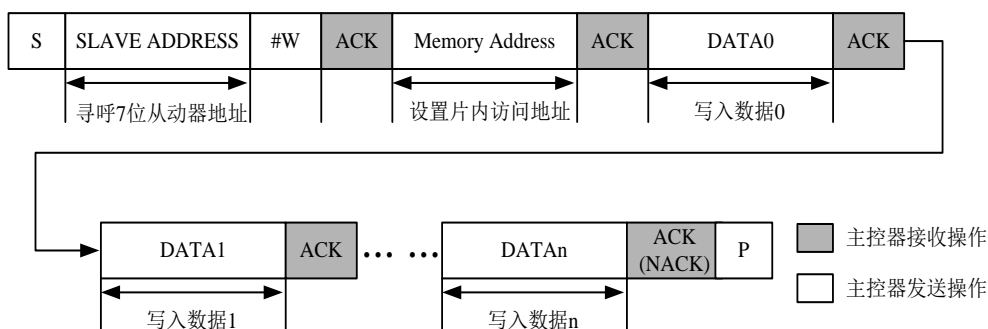 S SLAVE ADDRESS #W ACK Memory Address ACK DATA0 ACK
寻呼7位从动器地址 设置片内访问地址 写入数据0
DATA1 ACK ••• ••• DATAn ACK (NACK) P
写入数据1 写入数据n
主控器接收操作
主控器发送操作